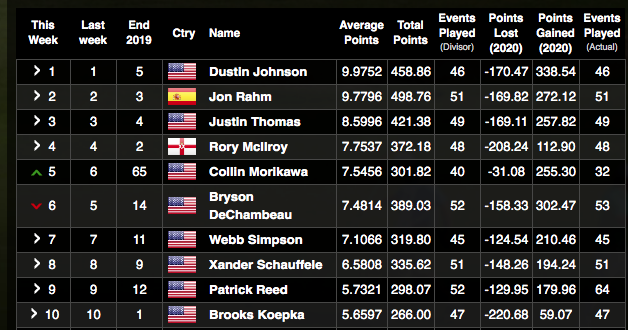 This Week Last week End 2019 Ctry Name Average Points Total Points Events Played (Divisor) Points Lost (2020) Points Gained (2020) Events Played (Actual)
1 1 5 Dustin Johnson 9.9752 458.86 46 -170.47 338.54 46
2 2 3 Jon Rahm 9.7796 498.76 51 -169.82 272.12 51
3 3 4 Justin Thomas 8.5996 421.38 49 -169.11 257.82 49
4 4 2 Rory McIlroy 7.7537 372.18 48 -208.24 112.90 48
5 6 65 Collin Morikawa 7.5456 301.82 40 -31.08 255.30 32
6 5 14 Bryson DeChambeau 7.4814 389.03 52 -158.33 302.47 53
7 7 11 Webb Simpson 7.1066 319.80 45 -124.54 210.46 45
8 8 9 Xander Schauffele 6.5808 335.62 51 -148.26 194.24 51
9 9 12 Patrick Reed 5.7321 298.07 52 -129.95 179.96 64
10 10 1 Brooks Koepka 5.6597 266.00 47 -220.68 59.07 47